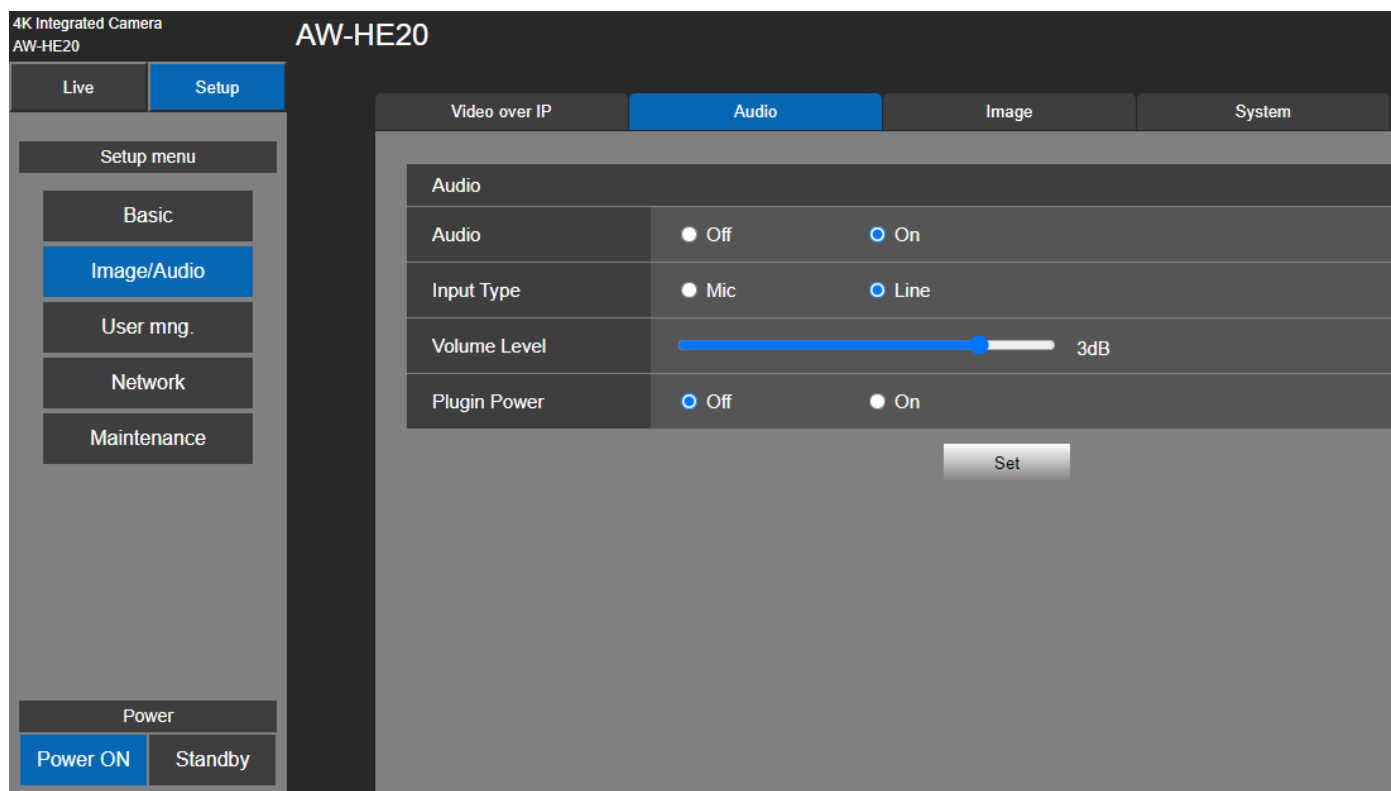 4K Integrated Camera
AW-HE20
AW-HE20
Live Setup
Video over IP Audio Image System
Setup menu
Basic
Image/Audio
User mng.
Network
Maintenance
Audio
Audio Off On
Input Type Mic Line
Volume Level 3dB
Plugin Power Off On
Set
Power
Power ON Standby